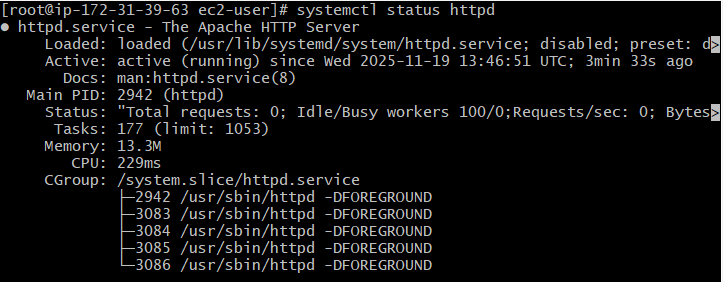 [root@ip-172-31-39-63 ec2-user]# systemctl status httpd
● httpd.service - The Apache HTTP Server
     Loaded: loaded (/usr/lib/systemd/system/httpd.service; disabled; preset: d>
     Active: active (running) since Wed 2025-11-19 13:46:51 UTC; 3min 33s ago
       Docs: man:httpd.service(8)
   Main PID: 2942 (httpd)
     Status: "Total requests: 0; Idle/Busy workers 100/0;Requests/sec: 0; Bytes>
      Tasks: 177 (limit: 1053)
     Memory: 13.3M
        CPU: 229ms
     CGroup: /system.slice/httpd.service
             ├─2942 /usr/sbin/httpd -DFOREGROUND
             ├─3083 /usr/sbin/httpd -DFOREGROUND
             ├─3084 /usr/sbin/httpd -DFOREGROUND
             ├─3085 /usr/sbin/httpd -DFOREGROUND
             └─3086 /usr/sbin/httpd -DFOREGROUND